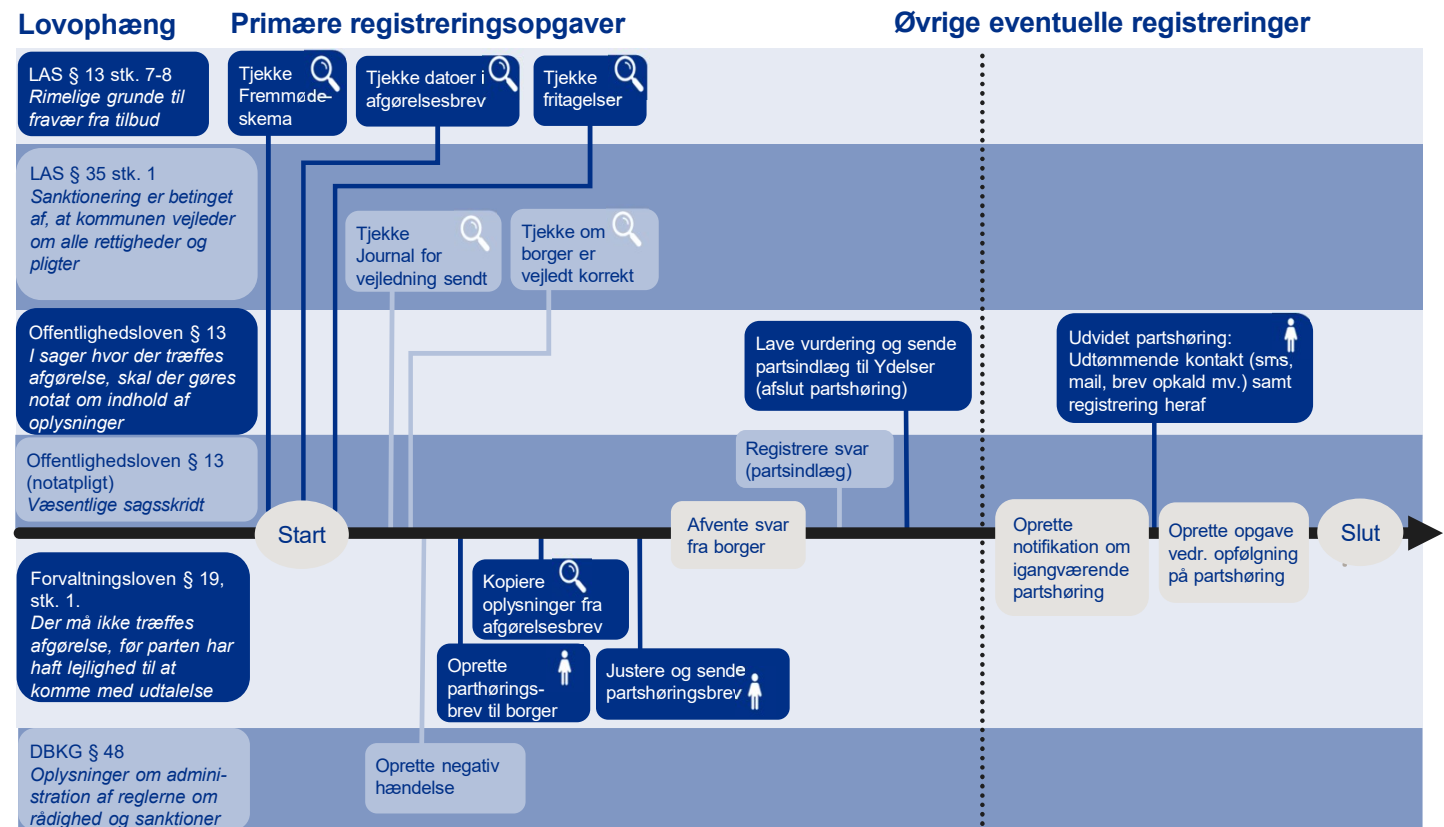 Lovophæng
Primære registreringsopgaver
Øvrige eventuelle registreringer
LAS § 13 stk. 7-8
Rimelige grunde til
fravær fra tilbud
Tjekke
Fremmøde-
skema
Tjekke datoer i
afgørelsesbrev
Tjekke
fritagelser
LAS § 35 stk. 1
Sanktionering er betinget
af, at kommunen vejleder
om alle rettigheder og
pligter
Tjekke
Journal for
vejledning sendt
Tjekke om
borger er
vejledt korrekt
Offentlighedsloven § 13
I sager hvor der træffes
afgørelse, skal der gøres
notat om indhold af
oplysninger
Lave vurdering og sende
partsindlæg til Ydelser
(afslut partshøring)
Udvidet partshøring:
Udtømmende kontakt (sms,
mail, brev opkald mv.) samt
registrering heraf
Offentlighedsloven § 13
(notatpligt)
Væsentlige sagsskridt
Registrere svar
(partsindlæg)
Start
Afvente svar
fra borger
Oprette
notifikation om
igangværende
partshøring
Oprette opgave
vedr. opfølgning
på partshøring
Slut
Forvaltningsloven § 19,
stk. 1.
Der må ikke træffes
afgørelse, før parten har
haft lejlighed til at
komme med udtalelse
Kopiere
oplysninger fra
afgørelsesbrev
Oprette
parthørings-
brev til borger
Justere og sende
partshøringsbrev
DBKG § 48
Oplysninger om admini-
stration af reglerne om
rådighed og sanktioner
Oprette negativ
hændelse